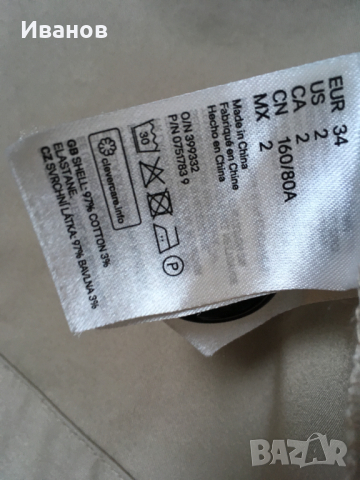 Иванов
EUR 34
US 2
CA 2
CN 160/80A
MX 2
Made in China
Fabriqué en Chine
Hecho en China
O/N 399332
P/N 0751783 9
30
P
clevercare.info
GB SHELL: 97% COTTON 3%
ELASTANE.
CZ SVRCHNÍ LÁTKA: 97% BAVLNA 3%
BAZAR